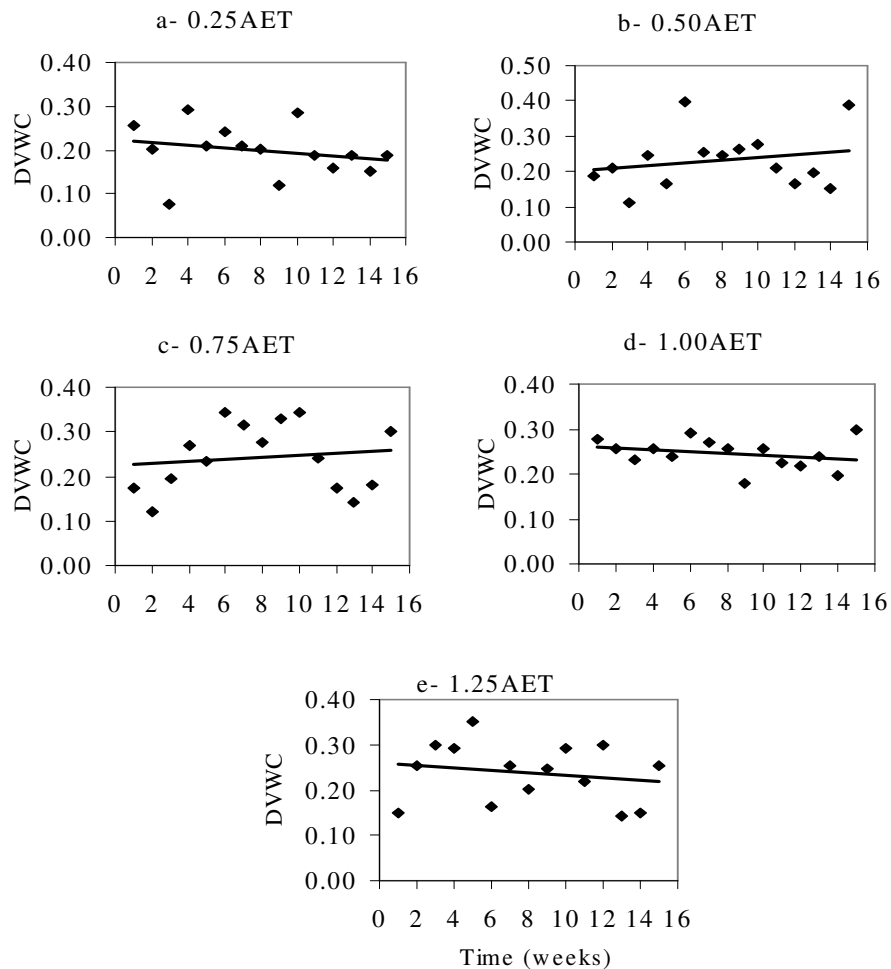 a- 0.25AET
0.40
0.30
0.20
0.10
0.00
DVWC
0 2 4 6 8 10 12 14 16
b- 0.50AET
0.50
0.40
0.30
0.20
0.10
0.00
DVWC
0 2 4 6 8 10 12 14 16
c- 0.75AET
0.40
0.30
0.20
0.10
0.00
DVWC
0 2 4 6 8 10 12 14 16
d- 1.00AET
0.40
0.30
0.20
0.10
0.00
DVWC
0 2 4 6 8 10 12 14 16
e- 1.25AET
0.40
0.30
0.20
0.10
0.00
DVWC
0 2 4 6 8 10 12 14 16
Time (weeks)